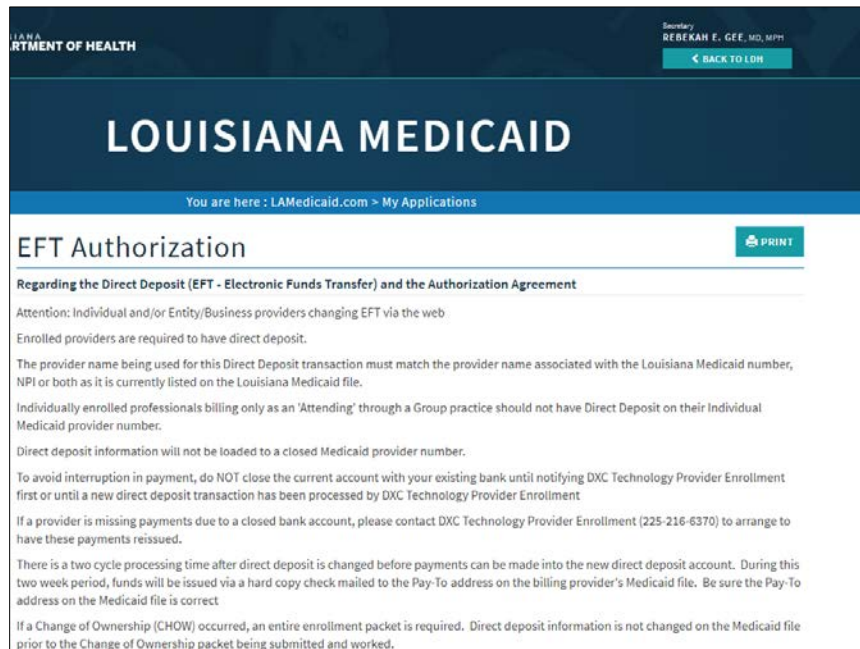 IANA
RTMENT OF HEALTH
Secretary
REBEKAH E. GEE, MD, MPH
BACK TO LDH
LOUISIANA MEDICAID
You are here : LAMedicaid.com > My Applications
EFT Authorization
PRINT
Regarding the Direct Deposit (EFT - Electronic Funds Transfer) and the Authorization Agreement
Attention: Individual and/or Entity/Business providers changing EFT via the web
Enrolled providers are required to have direct deposit.
The provider name being used for this Direct Deposit transaction must match the provider name associated with the Louisiana Medicaid number,
NPI or both as it is currently listed on the Louisiana Medicaid file.
Individually enrolled professionals billing only as an 'Attending' through a Group practice should not have Direct Deposit on their Individual
Medicaid provider number.
Direct deposit information will not be loaded to a closed Medicaid provider number.
To avoid interruption in payment, do NOT close the current account with your existing bank until notifying DXC Technology Provider Enrollment
first or until a new direct deposit transaction has been processed by DXC Technology Provider Enrollment
If a provider is missing payments due to a closed bank account, please contact DXC Technology Provider Enrollment (225-216-6370) to arrange to
have these payments reissued.
There is a two cycle processing time after direct deposit is changed before payments can be made into the new direct deposit account. During this
two week period, funds will be issued via a hard copy check mailed to the Pay-To address on the billing provider's Medicaid file. Be sure the Pay-To
address on the Medicaid file is correct
If a Change of Ownership (CHOW) occurred, an entire enrollment packet is required. Direct deposit information is not changed on the Medicaid file
prior to the Change of Ownership packet being submitted and worked.